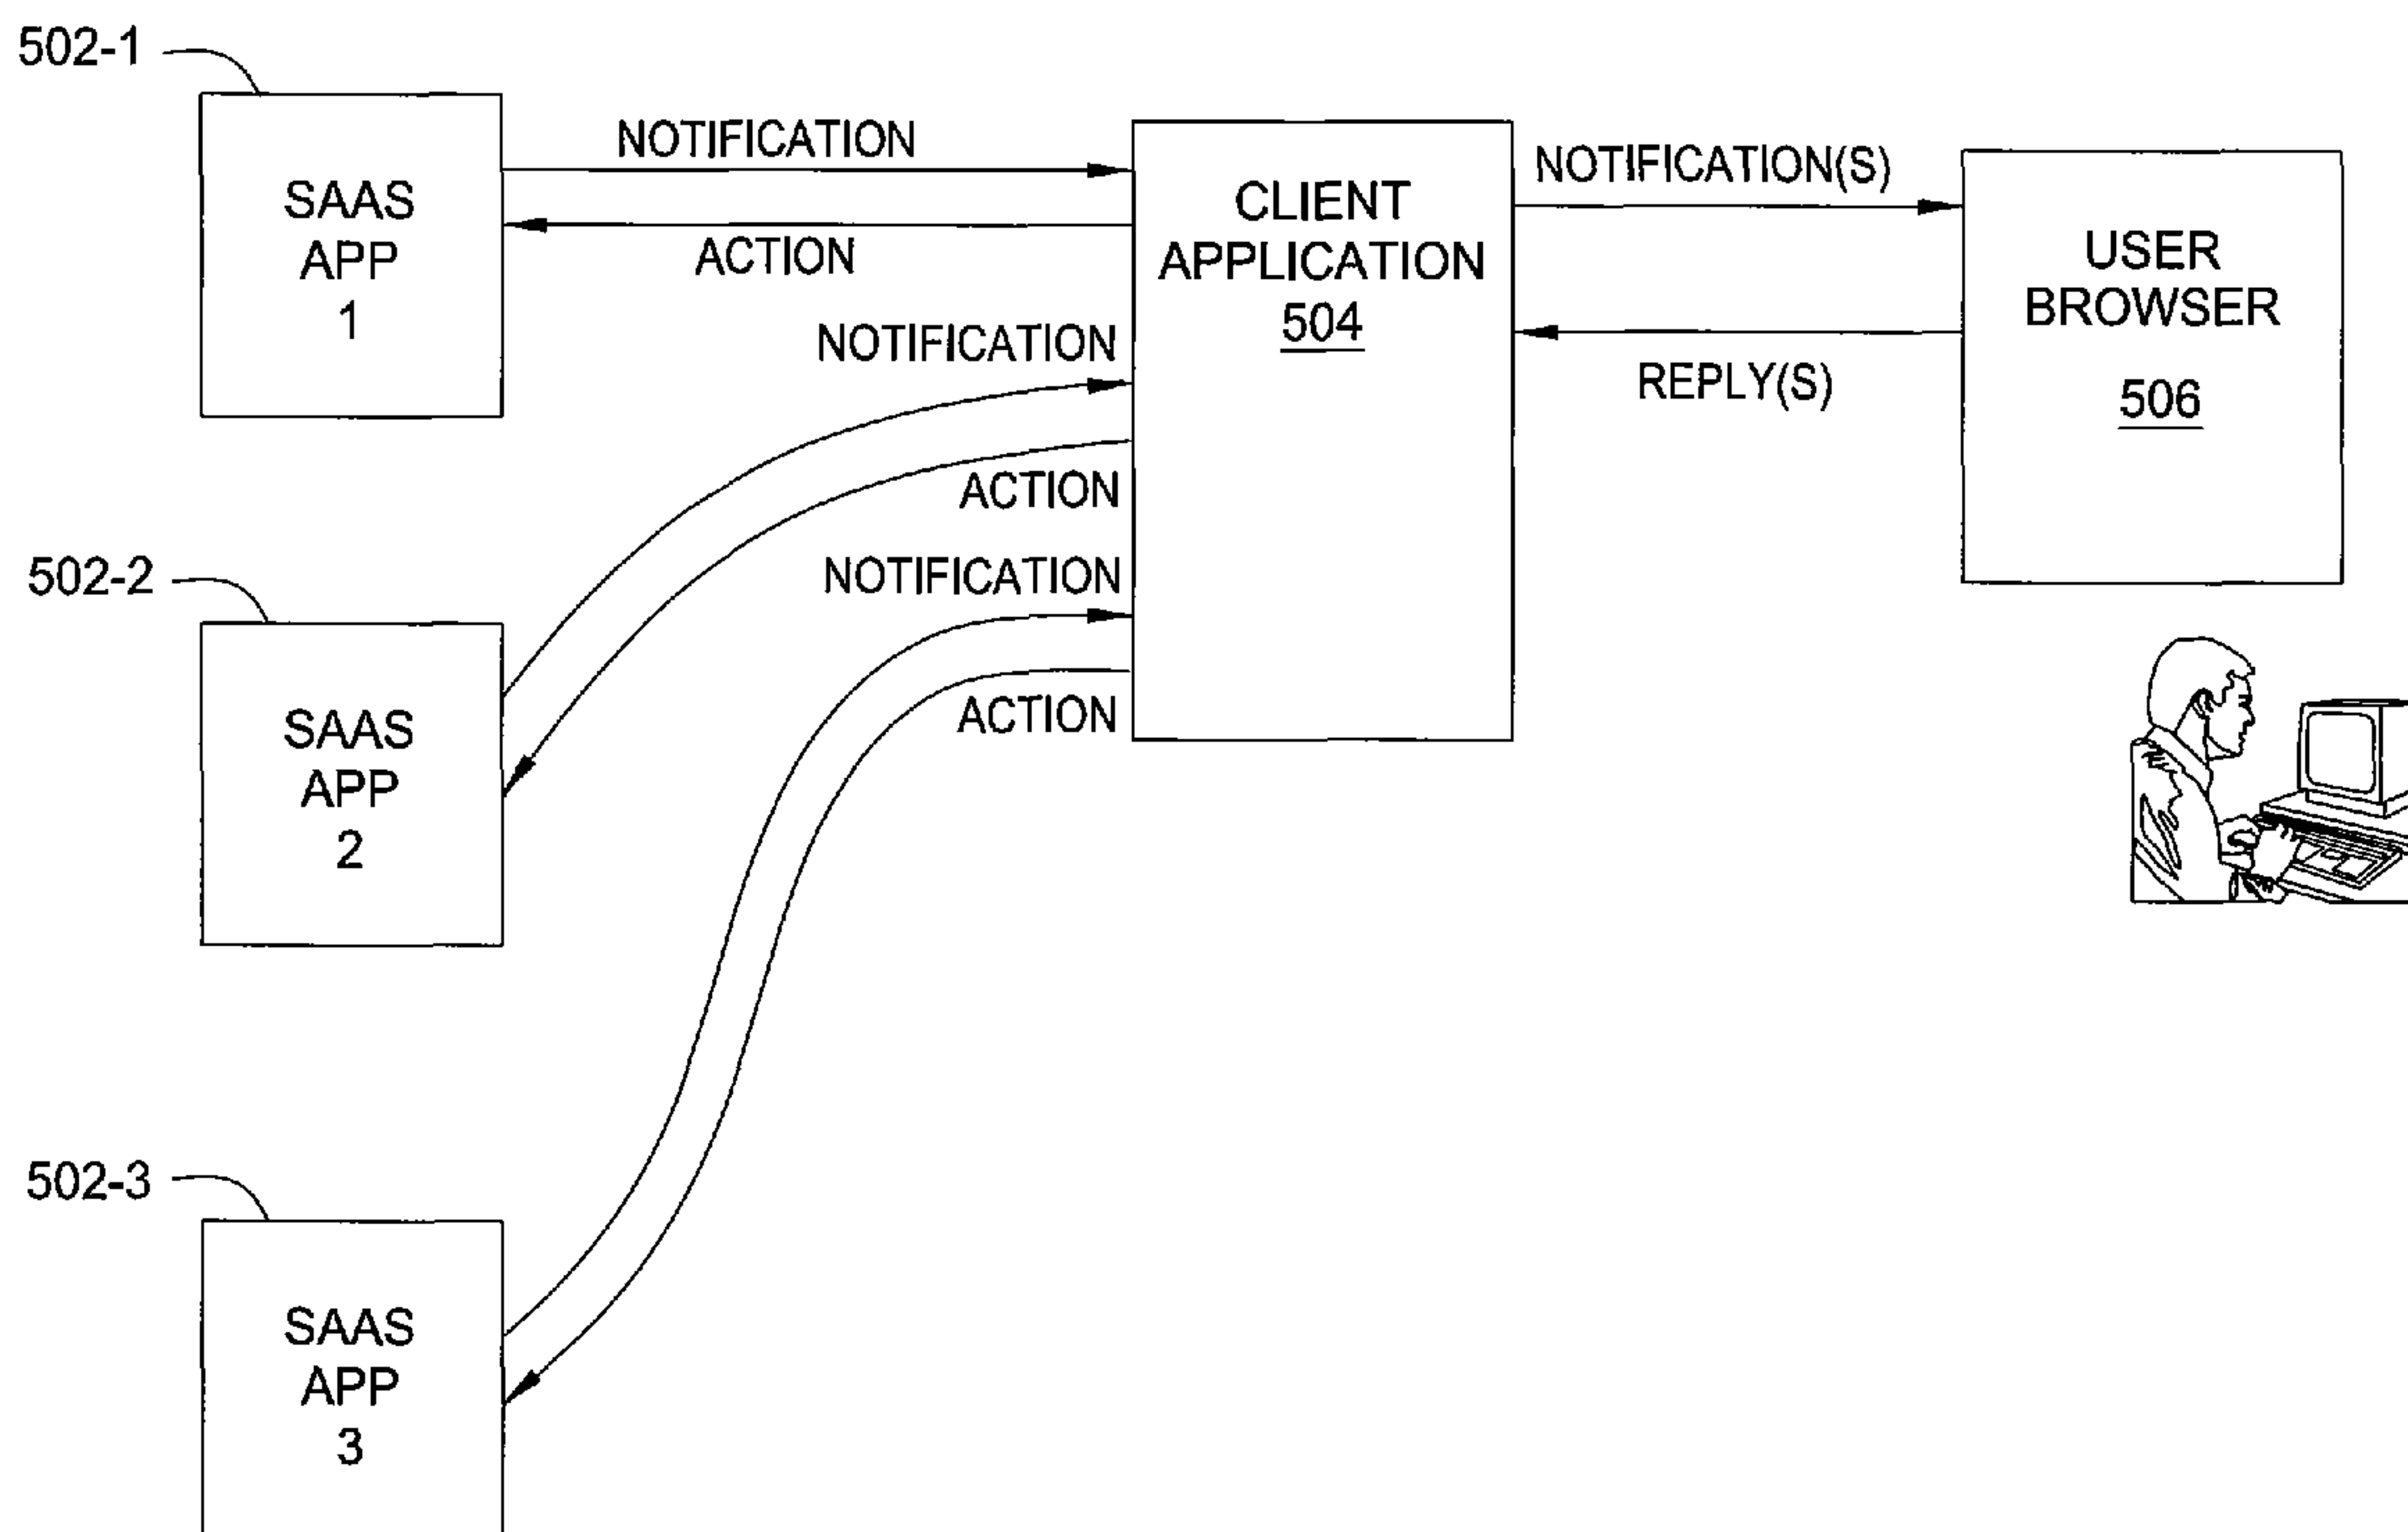 502-1
SAAS
APP
1
NOTIFICATION
ACTION
CLIENT
APPLICATION
504
NOTIFICATION(S)
REPLY(S)
USER
BROWSER
506
NOTIFICATION
ACTION
502-2
SAAS
APP
2
NOTIFICATION
ACTION
502-3
SAAS
APP
3